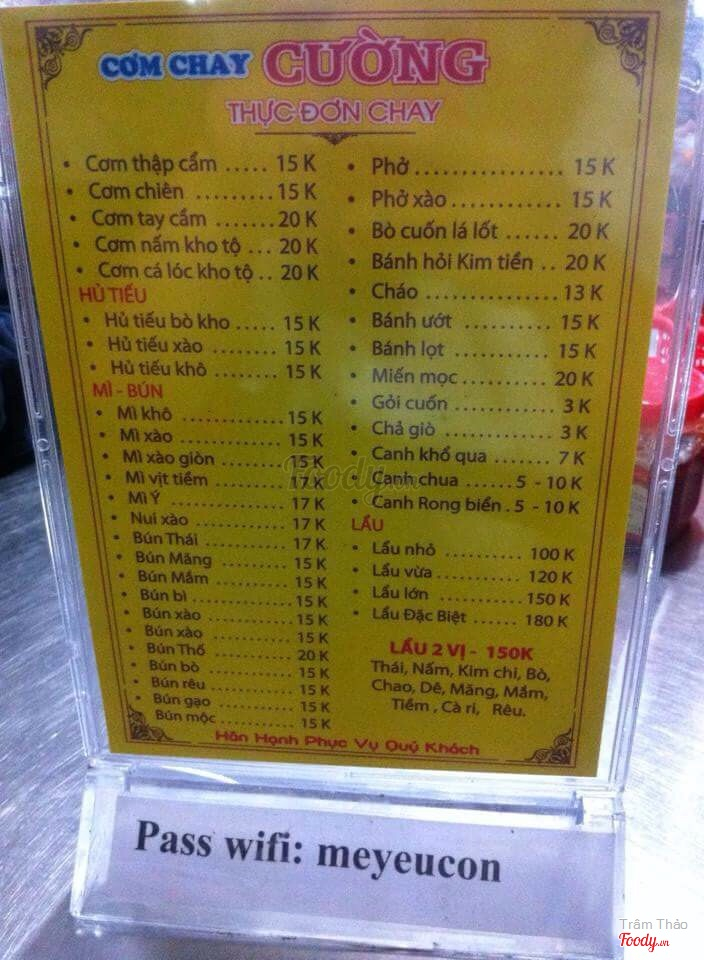 CƠM CHAY CƯỜNG
THỰC ĐƠN CHAY
• Cơm thập cẩm ..... 15 K
• Cơm chiên ......... 15 K
• Cơm tay cầm ....... 20 K
• Cơm nấm kho tộ ... 20 K
• Cơm cá lóc kho tộ .. 20 K
HỦ TIẾU
• Hủ tiếu bò kho ..... 15 K
• Hủ tiếu xào ........ 15 K
• Hủ tiếu khô ........ 15 K
MÌ - BÚN
• Mì khô ............... 15 K
• Mì xào ............... 15 K
• Mì xào giòn ......... 15 K
• Mì vịt tiềm .......... 17 K
• Mì Ý .................. 17 K
• Nui xào .............. 17 K
• Bún Thái ............. 17 K
• Bún Măng ............ 15 K
• Bún Mắm ............. 15 K
• Bún bì ................ 15 K
• Bún xào .............. 15 K
• Bún xào .............. 15 K
• Bún Thố .............. 20 K
• Bún bò ............... 15 K
• Bún rêu .............. 15 K
• Bún gạo .............. 15 K
• Bún mộc .............. 15 K
• Phở ................ 15 K
• Phở xào ............ 15 K
• Bò cuốn lá lốt ...... 20 K
• Bánh hỏi Kim tiền .. 20 K
• Cháo ............... 13 K
• Bánh ướt ........... 15 K
• Bánh lọt ............ 15 K
• Miến mọc ........... 20 K
• Gỏi cuốn ............ 3 K
• Chả giò ............. 3 K
• Canh khổ qua ........ 7 K
• Canh chua ...... 5 - 10 K
• Canh Rong biển . 5 - 10 K
LẨU
• Lẩu nhỏ .......... 100 K
• Lẩu vừa .......... 120 K
• Lẩu lớn .......... 150 K
• Lẩu Đặc Biệt ...... 180 K
LẨU 2 VỊ - 150K
Thái, Nấm, Kim chi, Bò,
Chao, Dê, Măng, Mắm,
Tiềm , Cà ri, Rêu.
Hân Hạnh Phục Vụ Quý Khách
Foody.vn
Pass wifi: meyeucon
Trâm Thảo
Foody.vn